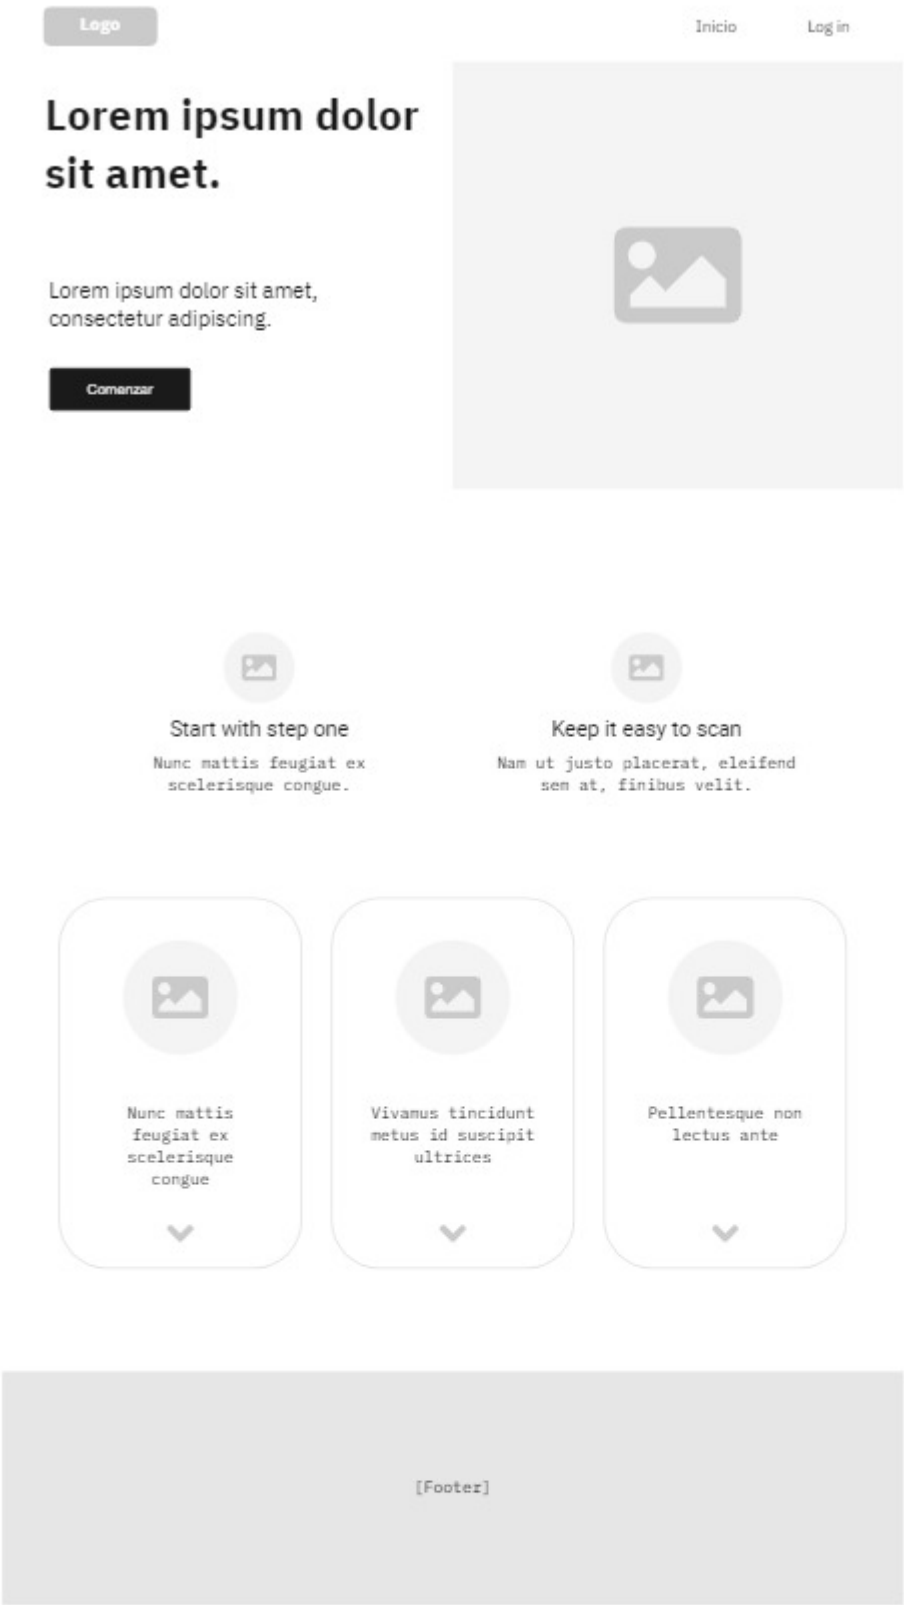 Logo
Inicio
Log in
Lorem ipsum dolor
sit amet.
Lorem ipsum dolor sit amet,
consectetur adipiscing.
Comenzar
Start with step one
Nunc mattis feugiat ex
scelerisque congue.
Keep it easy to scan
Nam ut justo placerat, eleifend
sem at, finibus velit.
Nunc mattis
feugiat ex
scelerisque
congue
Vivamus tincidunt
metus id suscipit
ultrices
Pellentesque non
lectus ante
[Footer]